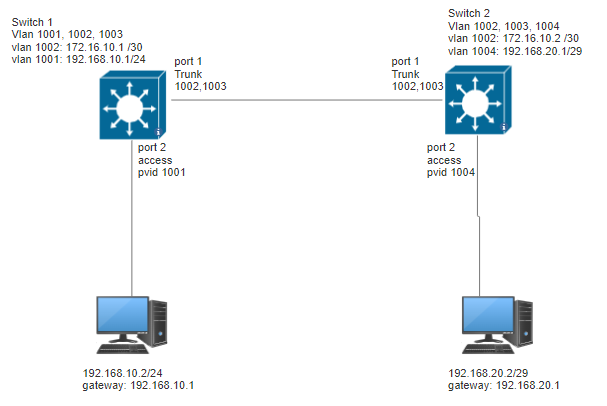 Switch 1
Vlan 1001, 1002, 1003
vlan 1002: 172.16.10.1 /30
vlan 1001: 192.168.10.1/24
port 1
Trunk
1002,1003
port 2
access
pvid 1001
Switch 2
Vlan 1002, 1003, 1004
vlan 1002: 172.16.10.2 /30
vlan 1004: 192.168.20.1/29
port 1
Trunk
1002,1003
port 2
access
pvid 1004
192.168.10.2/24
gateway: 192.168.10.1
192.168.20.2/29
gateway: 192.168.20.1